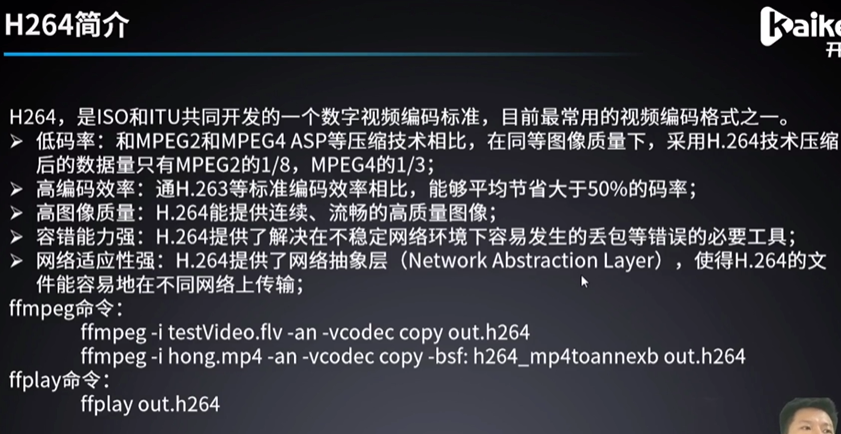 H264简介
kaike
开
H264，是ISO和ITU共同开发的一个数字视频编码标准，目前最常用的视频编码格式之一。
➢ 低码率：和MPEG2和MPEG4 ASP等压缩技术相比，在同等图像质量下，采用H.264技术压缩
后的数据量只有MPEG2的1/8，MPEG4的1/3；
➢ 高编码效率：通H.263等标准编码效率相比，能够平均节省大于50%的码率；
➢ 高图像质量：H.264能提供连续、流畅的高质量图像；
➢ 容错能力强：H.264提供了解决在不稳定网络环境下容易发生的丢包等错误的必要工具；
➢ 网络适应性强：H.264提供了网络抽象层（Network Abstraction Layer），使得H.264的文
件能容易地在不同网络上传输；
ffmpeg命令：
ffmpeg -i testVideo.flv -an -vcodec copy out.h264
ffmpeg -i hong.mp4 -an -vcodec copy -bsf: h264_mp4toannexb out.h264
ffplay命令：
ffplay out.h264